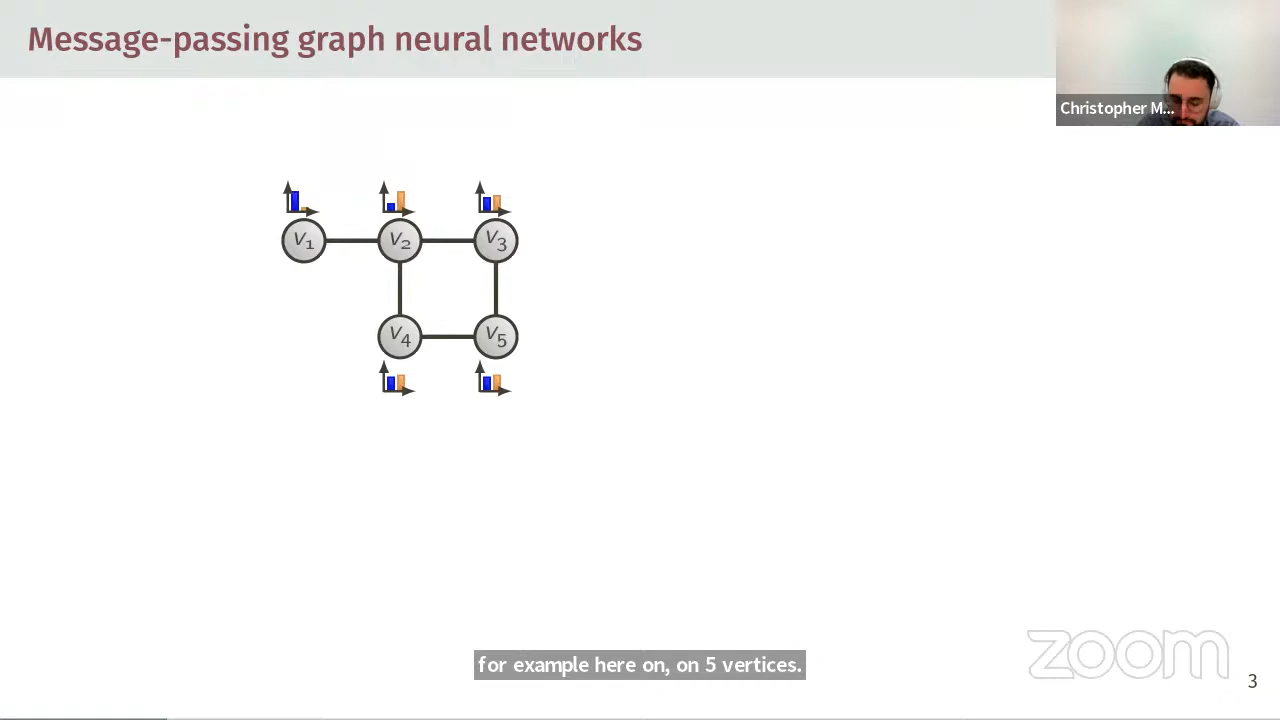 Message-passing graph neural networks
Christopher M...
v1 v2 v3
v4 v5
for example here on, on 5 vertices.
zoom
3